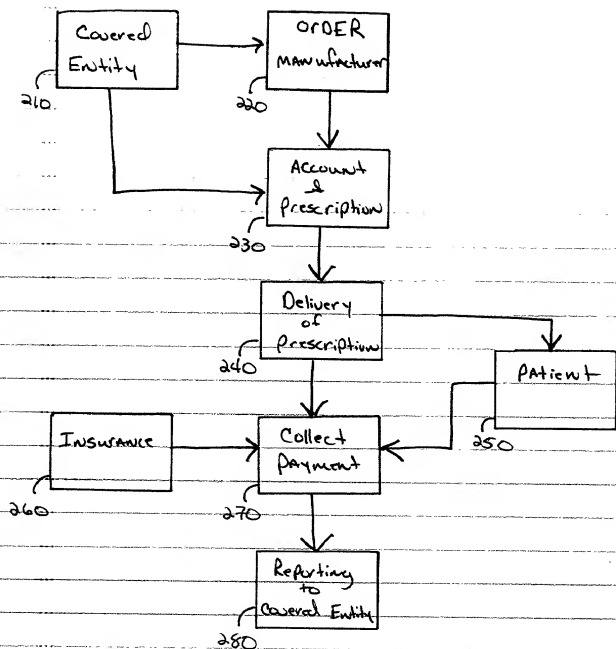 Covered
Entity
210
OrDER
MANufacturer
220
Account
&
Prescription
230
Delivery
of
Prescription
240
PAtient
250
INSURANCE
260
Collect
PAYMENT
270
Reporting
to
Covered Entity
280